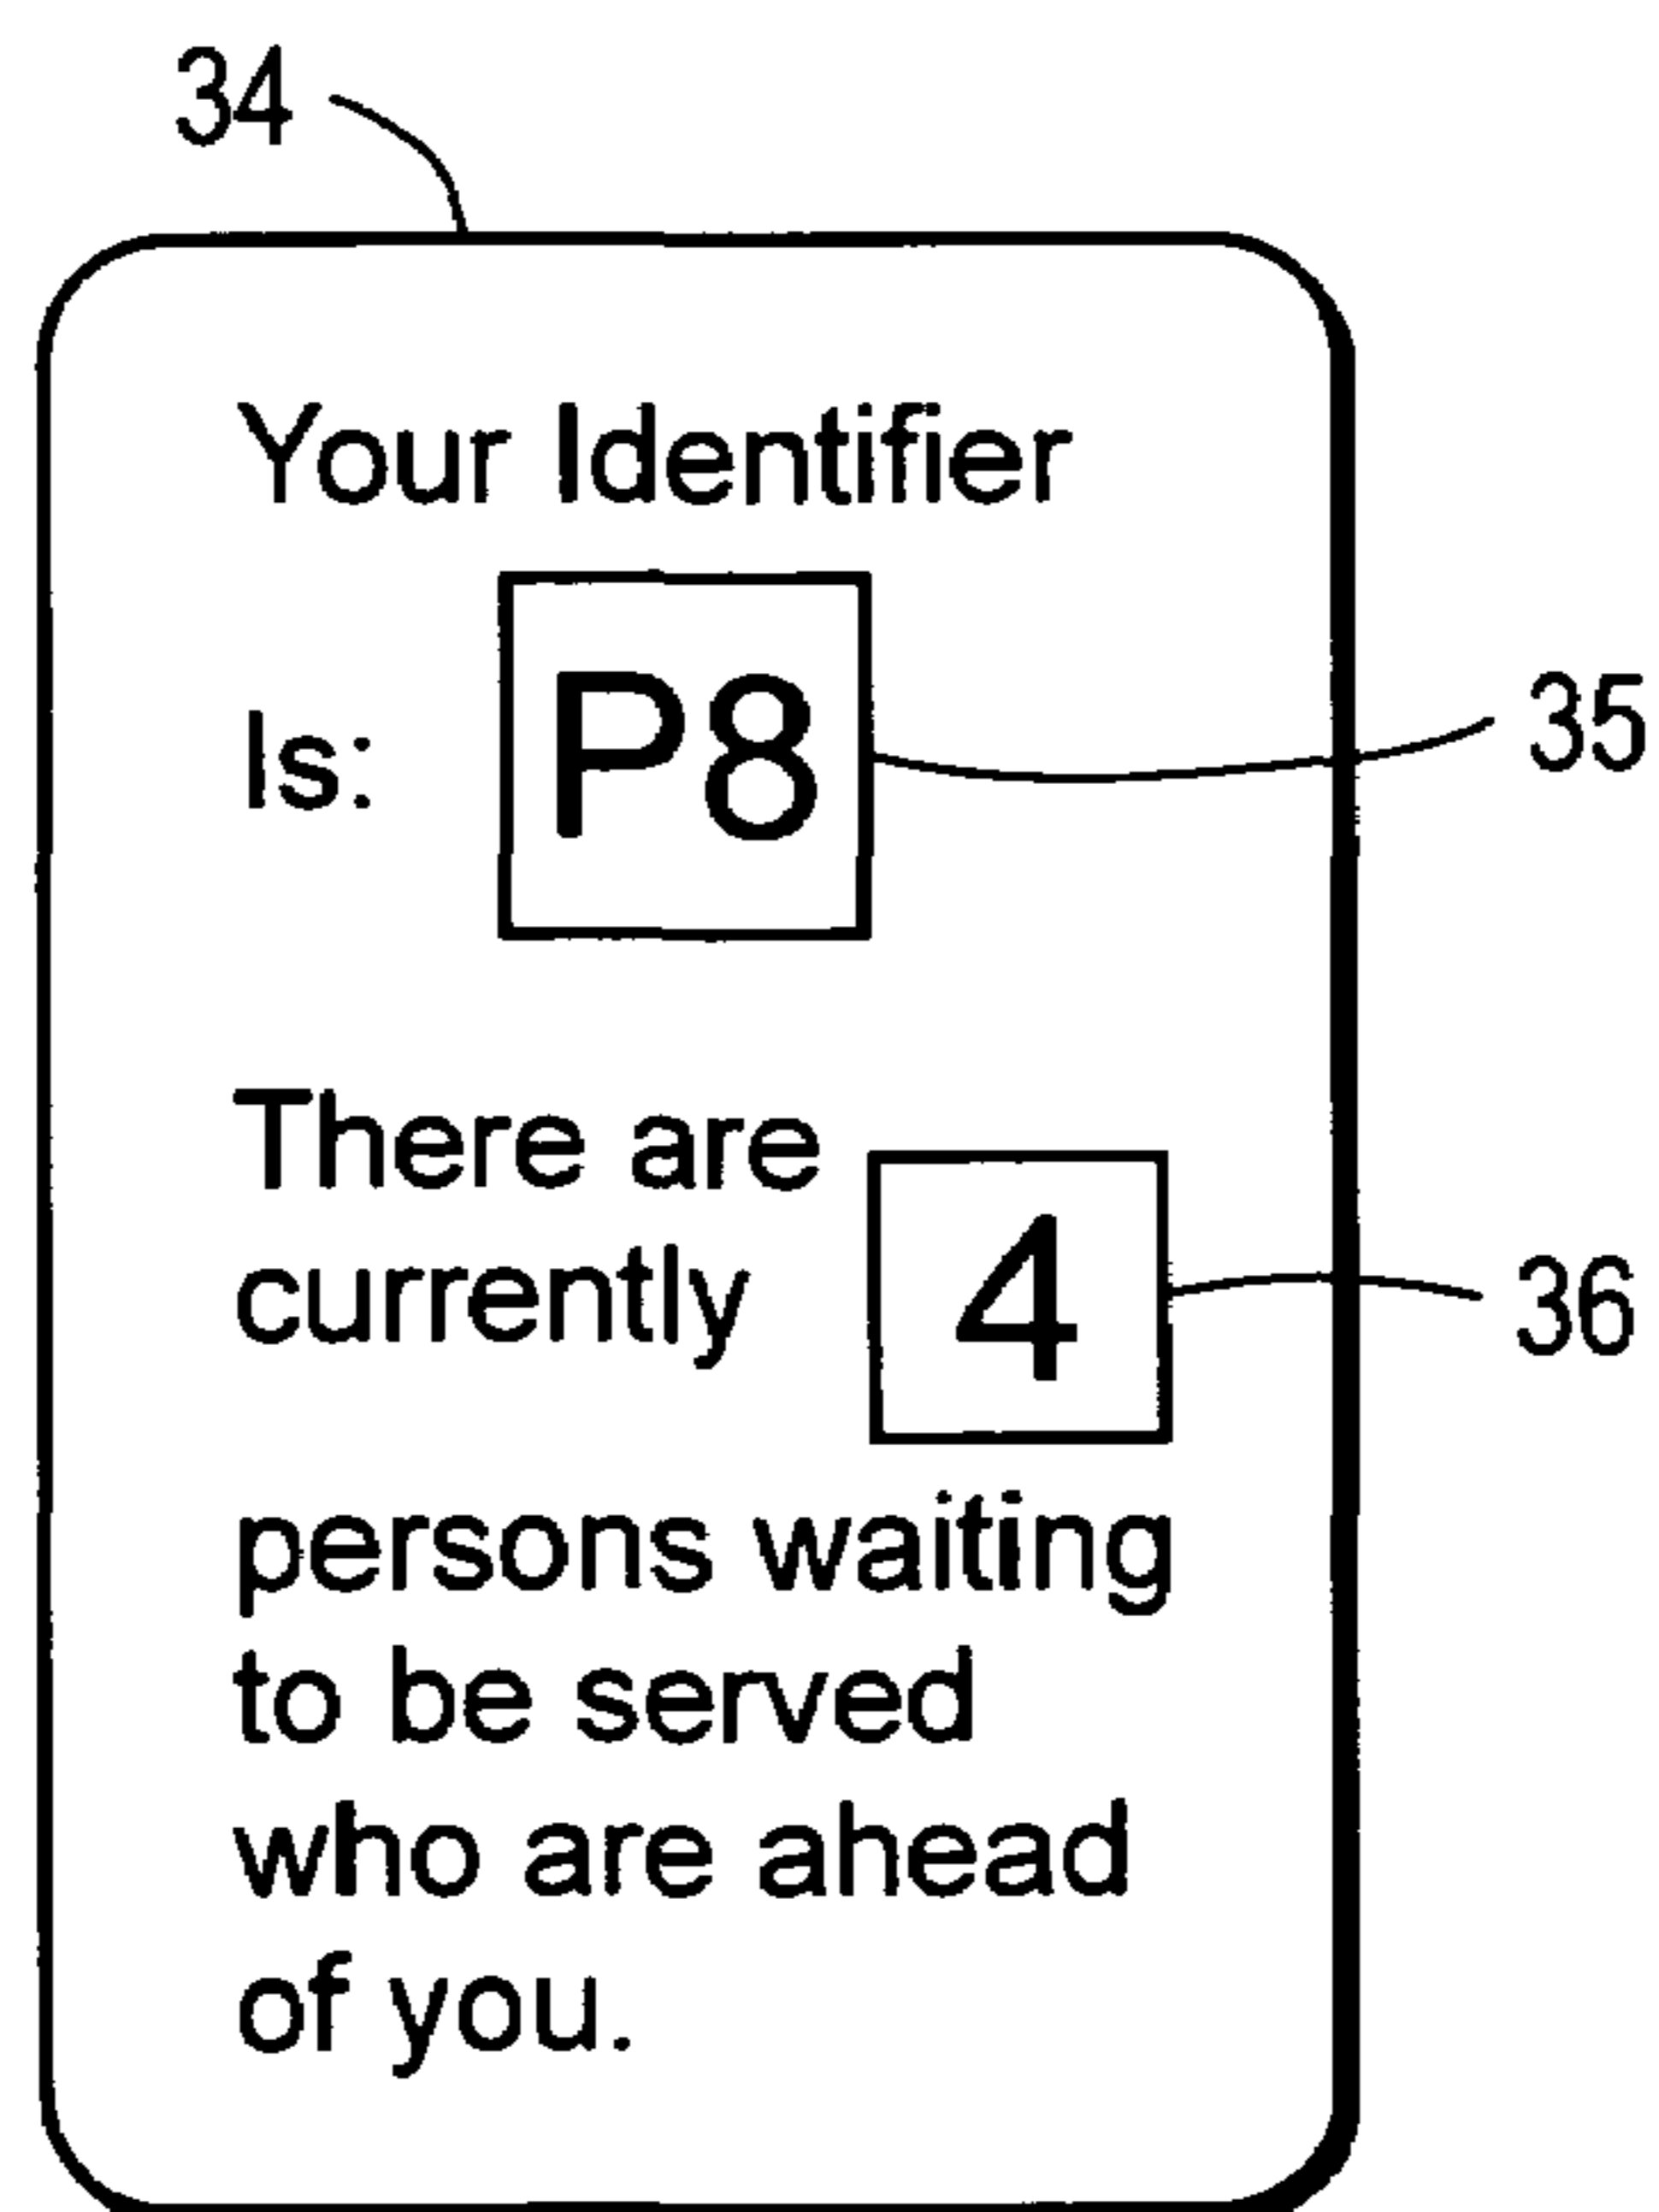 34
Your Identifier
Is: P8
35
There are
currently 4
36
persons waiting
to be served
who are ahead
of you.